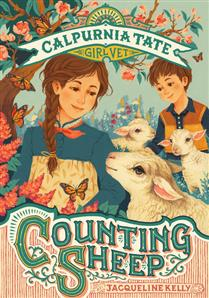 CALPURNIA TATE
GIRL VET
COUNTING
SHEEP
JACQUELINE KELLY